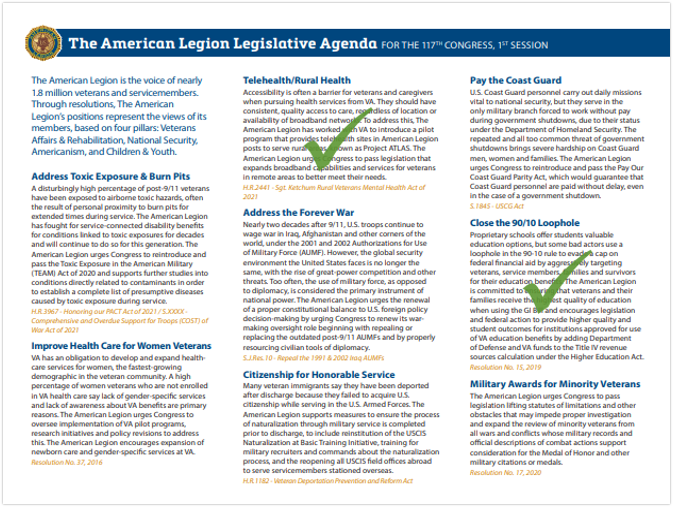 The American Legion Legislative Agenda FOR THE 117TH CONGRESS, 1ST SESSION
The American Legion is the voice of nearly
1.8 million veterans and servicemembers.
Through resolutions, The American
Legion's positions represent the views of its
members, based on four pillars: Veterans
Affairs & Rehabilitation, National Security,
Americanism, and Children & Youth.
Address Toxic Exposure & Burn Pits
A disturbingly high percentage of post-9/11 veterans
have been exposed to airborne toxic hazards, often
the result of personal proximity to burn pits for
extended times during service. The American Legion
has fought for service-connected disability benefits
for conditions linked to toxic exposures for decades
and will continue to do so for this generation. The
American Legion urges Congress to reintroduce and
pass the Toxic Exposure in the American Military
(TEAM) Act of 2020 and supports further studies into
conditions directly related to contaminants in order
to establish a complete list of presumptive diseases
caused by toxic exposure during service.
H.R.3967 - Honoring our PACT Act of 2021 / S.XXXX -
Comprehensive and Overdue Support for Troops (COST) of
War Act of 2021
Improve Health Care for Women Veterans
VA has an obligation to develop and expand health-
care services for women, the fastest-growing
demographic in the veteran community. A high
percentage of women veterans who are not enrolled
in VA health care say lack of gender-specific services
and lack of awareness about VA benefits are primary
reasons. The American Legion urges Congress to
oversee implementation of VA pilot programs,
research initiatives and policy revisions to address
this. The American Legion encourages expansion of
newborn care and gender-specific services at VA.
Resolution No. 37, 2016
Telehealth/Rural Health
Accessibility is often a barrier for veterans and caregivers
when pursuing health services from VA. They should have
consistent, quality access to care, regardless of location or
availability of broadband networks. To address this, The
American Legion has worked with VA to introduce a pilot
program that provides telehealth sites in American Legion
posts to serve rural known as Project ATLAS. The
American Legion urges Congress to pass legislation that
expands broadband capabilities and services for veterans
in remote areas to better meet their needs.
H.R.2441 - Sgt. Ketchum Rural Veterans Mental Health Act of
2021
Address the Forever War
Nearly two decades after 9/11, U.S. troops continue to
wage war in Iraq, Afghanistan and other corners of the
world, under the 2001 and 2002 Authorizations for Use
of Military Force (AUMF). However, the global security
environment the United States faces is no longer the
same, with the rise of great-power competition and other
threats. Too often, the use of military force, as opposed
to diplomacy, is considered the primary instrument of
national power. The American Legion urges the renewal
of a proper constitutional balance to U.S. foreign policy
decision-making by urging Congress to renew its war-
making oversight role beginning with repealing or
replacing the outdated post-9/11 AUMFs and by properly
resourcing civilian tools of diplomacy.
S.J.Res.10 - Repeal the 1991 & 2002 Iraq AUMFs
Citizenship for Honorable Service
Many veteran immigrants say they have been deported
after discharge because they failed to acquire U.S.
citizenship while serving in the U.S. Armed Forces. The
American Legion supports measures to ensure the process
of naturalization through military service is completed
prior to discharge, to include reinstitution of the USCIS
Naturalization at Basic Training Initiative, training for
military recruiters and commands about the naturalization
process, and the reopening all USCIS field offices abroad
to serve servicemembers stationed overseas.
H.R.1182 - Veteran Deportation Prevention and Reform Act
Pay the Coast Guard
U.S. Coast Guard personnel carry out daily missions
vital to national security, but they serve in the
only military branch forced to work without pay
during government shutdowns, due to their status
under the Department of Homeland Security. The
repeated and all too common threat of government
shutdowns brings severe hardship on Coast Guard
men, women and families. The American Legion
urges Congress to reintroduce and pass the Pay Our
Coast Guard Parity Act, which would guarantee that
Coast Guard personnel are paid without delay, even
in the case of a government shutdown.
S.1845 - USCG Act
Close the 90/10 Loophole
Proprietary schools offer students valuable
education options, but some bad actors use a
loophole in the 90-10 rule to evade cap on
federal financial aid by aggressively targeting
veterans, service members, families and survivors
for their education benefits. The American Legion
is committed to ensuring that veterans and their
families receive the highest quality of education
when using the GI Bill and encourages legislation
and federal action to provide higher quality and
student outcomes for institutions approved for use
of VA education benefits by adding Department
of Defense and VA funds to the Title IV revenue
sources calculation under the Higher Education Act.
Resolution No. 15, 2019
Military Awards for Minority Veterans
The American Legion urges Congress to pass
legislation lifting statutes of limitations and other
obstacles that may impede proper investigation
and expand the review of minority veterans from
all wars and conflicts whose military records and
official descriptions of combat actions support
consideration for the Medal of Honor and other
military citations or medals.
Resolution No. 17, 2020